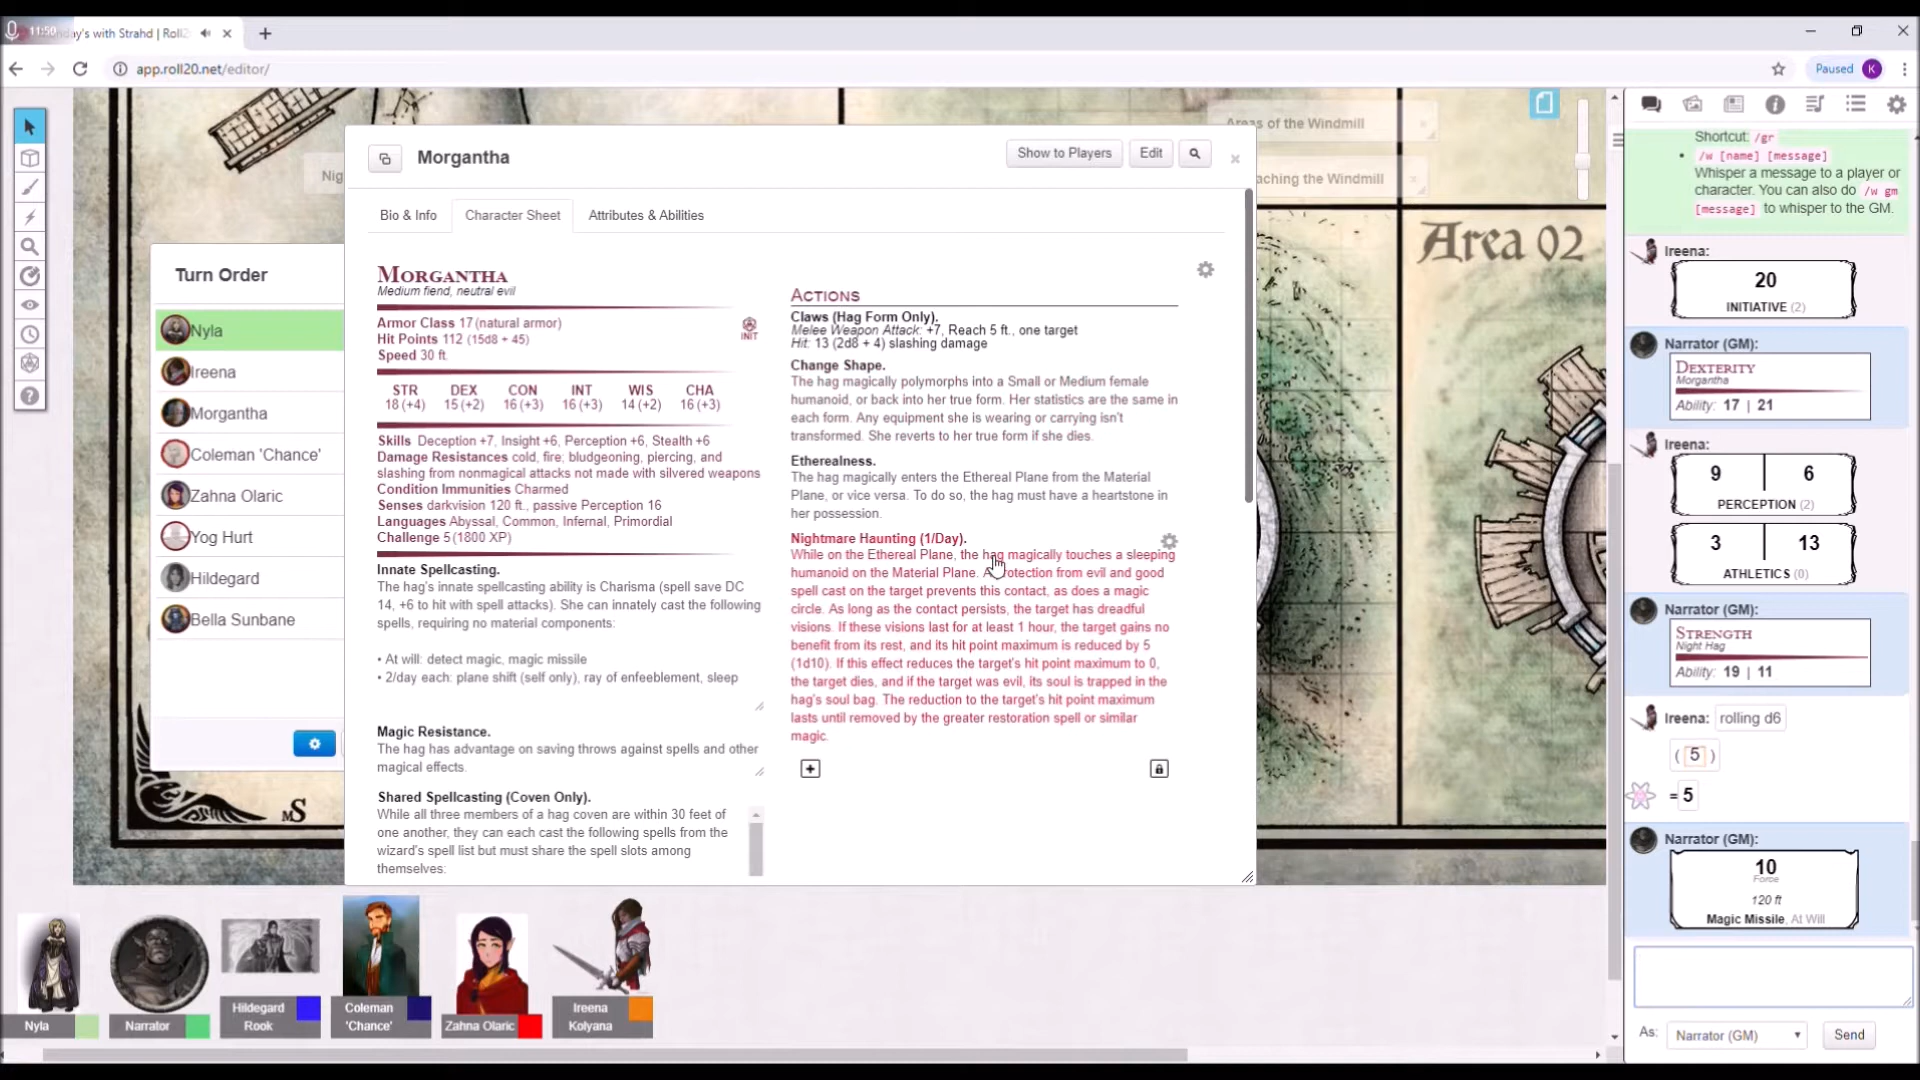 11:50
day's with Strahd | Roll2
app.roll20.net/editor/
Paused
K
Areas of the Windmill
aching the Windmill
Nig
Area 02
MS
Turn Order
Nyla
Ireena
Morgantha
Coleman 'Chance'
Zahna Olaric
Yog Hurt
Hildegard
Bella Sunbane
Morgantha
Show to Players
Edit
Bio & Info
Character Sheet
Attributes & Abilities
MORGANTHA
Medium fiend, neutral evil
Armor Class 17 (natural armor)
Hit Points 112 (15d8 + 45)
Speed 30 ft.
INIT
STR DEX CON INT WIS CHA
18 (+4) 15 (+2) 16 (+3) 16 (+3) 14 (+2) 16 (+3)
Skills Deception +7, Insight +6, Perception +6, Stealth +6
Damage Resistances cold, fire; bludgeoning, piercing, and
slashing from nonmagical attacks not made with silvered weapons
Condition Immunities Charmed
Senses darkvision 120 ft., passive Perception 16
Languages Abyssal, Common, Infernal, Primordial
Challenge 5 (1800 XP)
Innate Spellcasting.
The hag's innate spellcasting ability is Charisma (spell save DC
14, +6 to hit with spell attacks). She can innately cast the following
spells, requiring no material components:
• At will: detect magic, magic missile
• 2/day each: plane shift (self only), ray of enfeeblement, sleep
Magic Resistance.
The hag has advantage on saving throws against spells and other
magical effects.
Shared Spellcasting (Coven Only).
While all three members of a hag coven are within 30 feet of
one another, they can each cast the following spells from the
wizard's spell list but must share the spell slots among
themselves:
ACTIONS
Claws (Hag Form Only).
Melee Weapon Attack: +7, Reach 5 ft., one target
Hit: 13 (2d8 + 4) slashing damage
Change Shape.
The hag magically polymorphs into a Small or Medium female
humanoid, or back into her true form. Her statistics are the same in
each form. Any equipment she is wearing or carrying isn't
transformed. She reverts to her true form if she dies.
Etherealness.
The hag magically enters the Ethereal Plane from the Material
Plane, or vice versa. To do so, the hag must have a heartstone in
her possession.
Nightmare Haunting (1/Day).
While on the Ethereal Plane, the hag magically touches a sleeping
humanoid on the Material Plane. A protection from evil and good
spell cast on the target prevents this contact, as does a magic
circle. As long as the contact persists, the target has dreadful
visions. If these visions last for at least 1 hour, the target gains no
benefit from its rest, and its hit point maximum is reduced by 5
(1d10). If this effect reduces the target's hit point maximum to 0,
the target dies, and if the target was evil, its soul is trapped in the
hag's soul bag. The reduction to the target's hit point maximum
lasts until removed by the greater restoration spell or similar
magic.
Shortcut: /gr
• /w [name] [message]
Whisper a message to a player or
character. You can also do /w gm
[message] to whisper to the GM.
Ireena:
20
INITIATIVE (2)
Narrator (GM):
DEXTERITY
Morgantha
Ability: 17 | 21
Ireena:
9 6
PERCEPTION (2)
3 13
ATHLETICS (0)
Narrator (GM):
STRENGTH
Night Hag
Ability: 19 | 11
Ireena: rolling d6
(5)
=5
Narrator (GM):
10
Force
120 ft
Magic Missile, At Will
As: Narrator (GM)
Send
Nyla
Narrator
Hildegard
Rook
Coleman
'Chance'
Zahna Olaric
Ireena
Kolyana